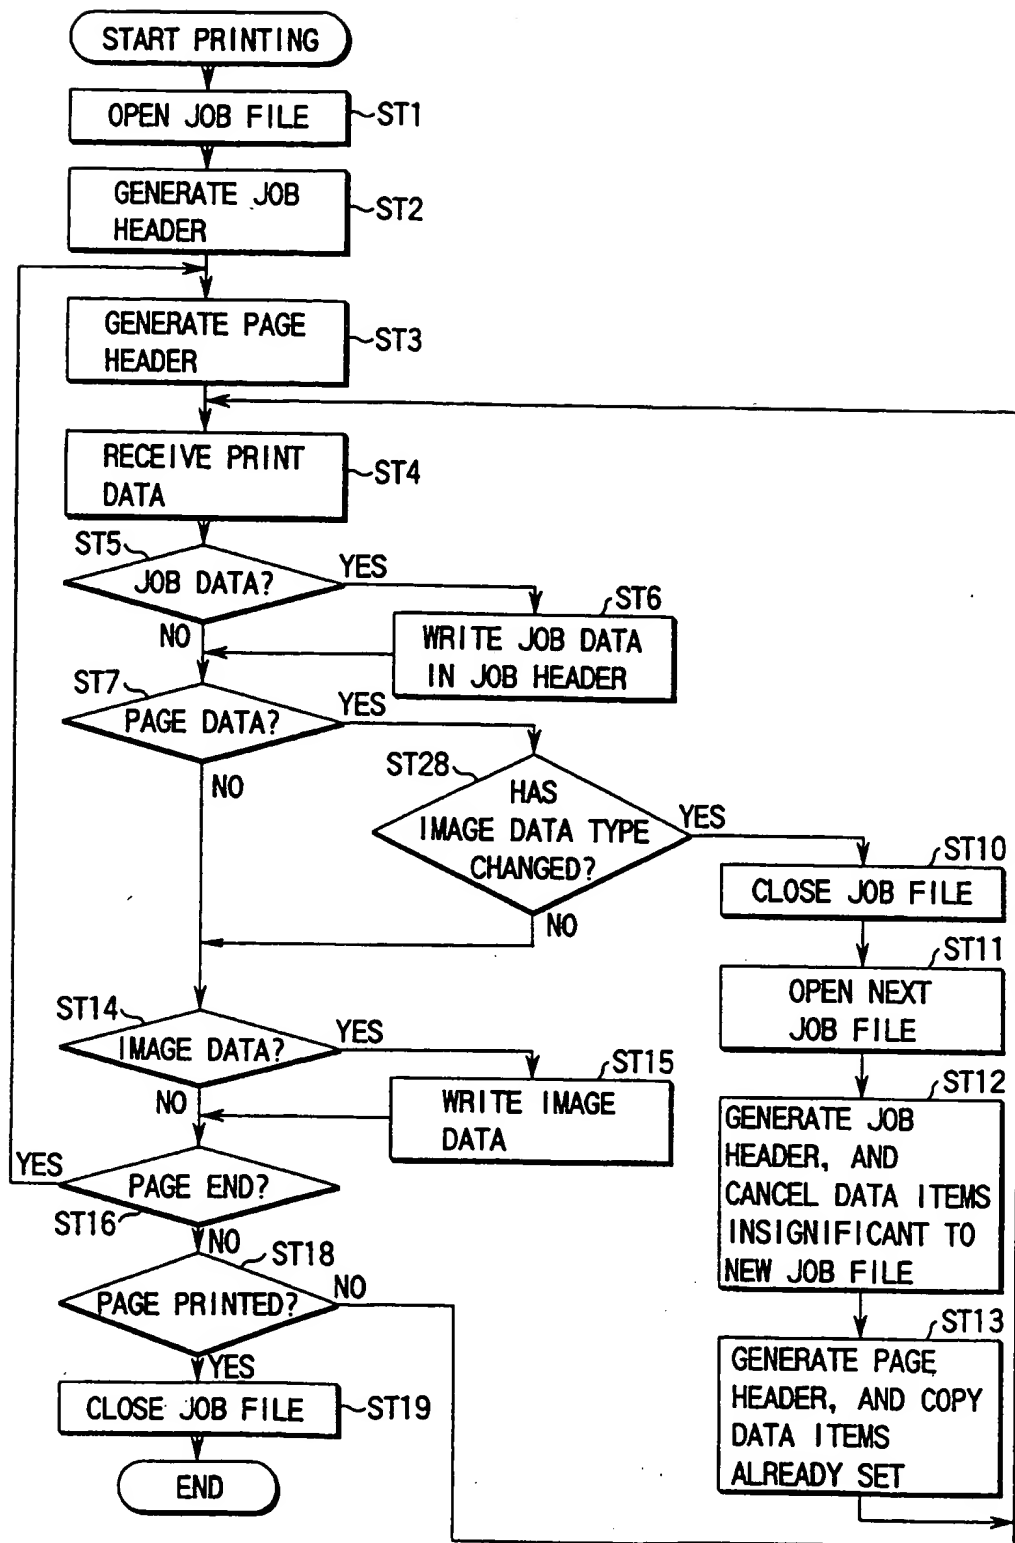 START PRINTING
OPEN JOB FILE
ST1
GENERATE JOB
HEADER
ST2
GENERATE PAGE
HEADER
ST3
RECEIVE PRINT
DATA
ST4
ST5
JOB DATA?
YES
NO
ST6
WRITE JOB DATA
IN JOB HEADER
ST7
PAGE DATA?
YES
NO
ST28
HAS
IMAGE DATA TYPE
CHANGED?
YES
NO
ST10
CLOSE JOB FILE
ST11
OPEN NEXT
JOB FILE
ST12
GENERATE JOB
HEADER, AND
CANCEL DATA ITEMS
INSIGNIFICANT TO
NEW JOB FILE
ST13
GENERATE PAGE
HEADER, AND COPY
DATA ITEMS
ALREADY SET
ST14
IMAGE DATA?
YES
NO
ST15
WRITE IMAGE
DATA
YES
PAGE END?
ST16
NO
ST18
PAGE PRINTED?
NO
YES
CLOSE JOB FILE
ST19
END